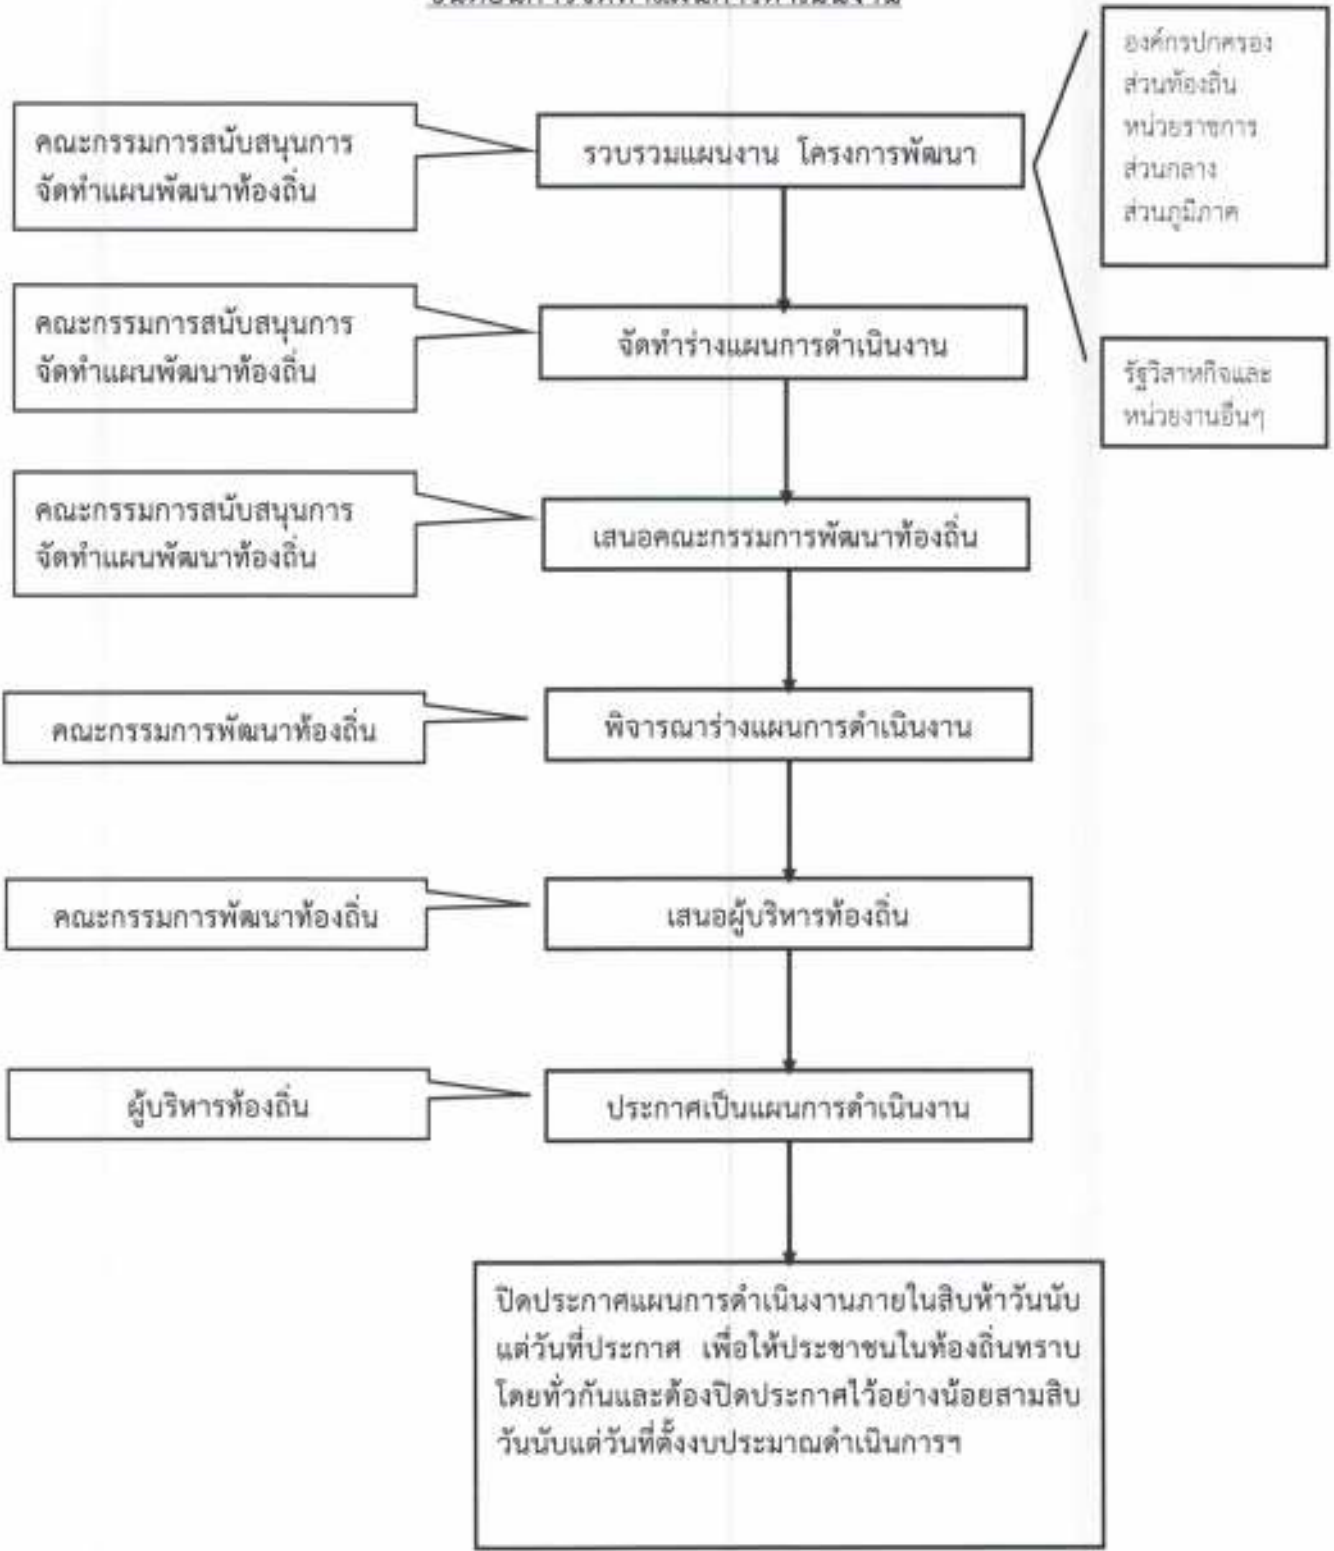 องค์กรปกครอง
ส่วนท้องถิ่น
หน่วยราชการ
ส่วนกลาง
ส่วนภูมิภาค
คณะกรรมการสนับสนุนการ
จัดทำแผนพัฒนาท้องถิ่น
รวบรวมแผนงาน โครงการพัฒนา
คณะกรรมการสนับสนุนการ
จัดทำแผนพัฒนาท้องถิ่น
จัดทำร่างแผนการดำเนินงาน
รัฐวิสาหกิจและ
หน่วยงานอื่นๆ
คณะกรรมการสนับสนุนการ
จัดทำแผนพัฒนาท้องถิ่น
เสนอคณะกรรมการพัฒนาท้องถิ่น
คณะกรรมการพัฒนาท้องถิ่น
พิจารณาร่างแผนการดำเนินงาน
คณะกรรมการพัฒนาท้องถิ่น
เสนอผู้บริหารท้องถิ่น
ผู้บริหารท้องถิ่น
ประกาศเป็นแผนการดำเนินงาน
ปิดประกาศแผนการดำเนินงานภายในสิบห้าวันนับ
แต่วันที่ประกาศ เพื่อให้ประชาชนในท้องถิ่นทราบ
โดยทั่วกันและต้องปิดประกาศไว้อย่างน้อยสามสิบ
วันนับแต่วันที่ตั้งงบประมาณดำเนินการฯ